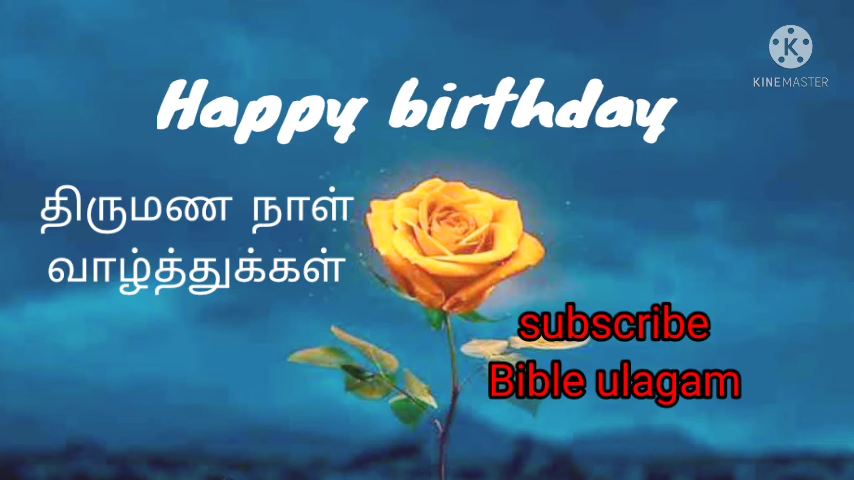 KINEMASTER
Happy birthday
திருமண நாள்
வாழ்த்துக்கள்
subscribe
Bible ulagam